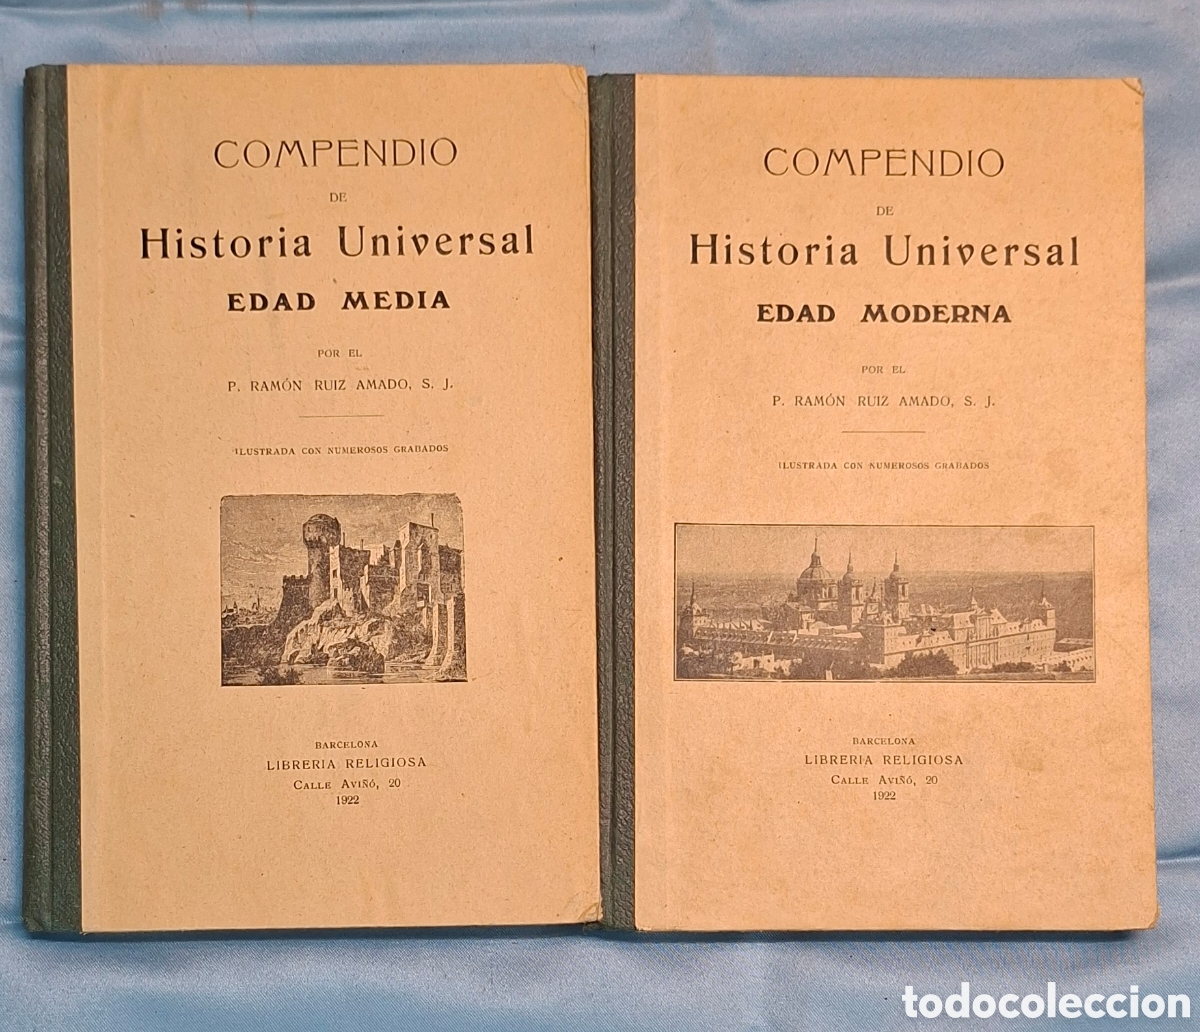 COMPENDIO
DE
Historia Universal
EDAD MEDIA
POR EL
P. RAMÓN RUIZ AMADO, S. J.
ILUSTRADA CON NUMEROSOS GRABADOS
BARCELONA
LIBRERIA RELIGIOSA
CALLE AVIÑÓ, 20
1922
COMPENDIO
DE
Historia Universal
EDAD MODERNA
POR EL
P. RAMÓN RUIZ AMADO, S. J.
ILUSTRADA CON NUMEROSOS GRABADOS
BARCELONA
LIBRERIA RELIGIOSA
CALLE AVIÑÓ, 20
1922
todocoleccion